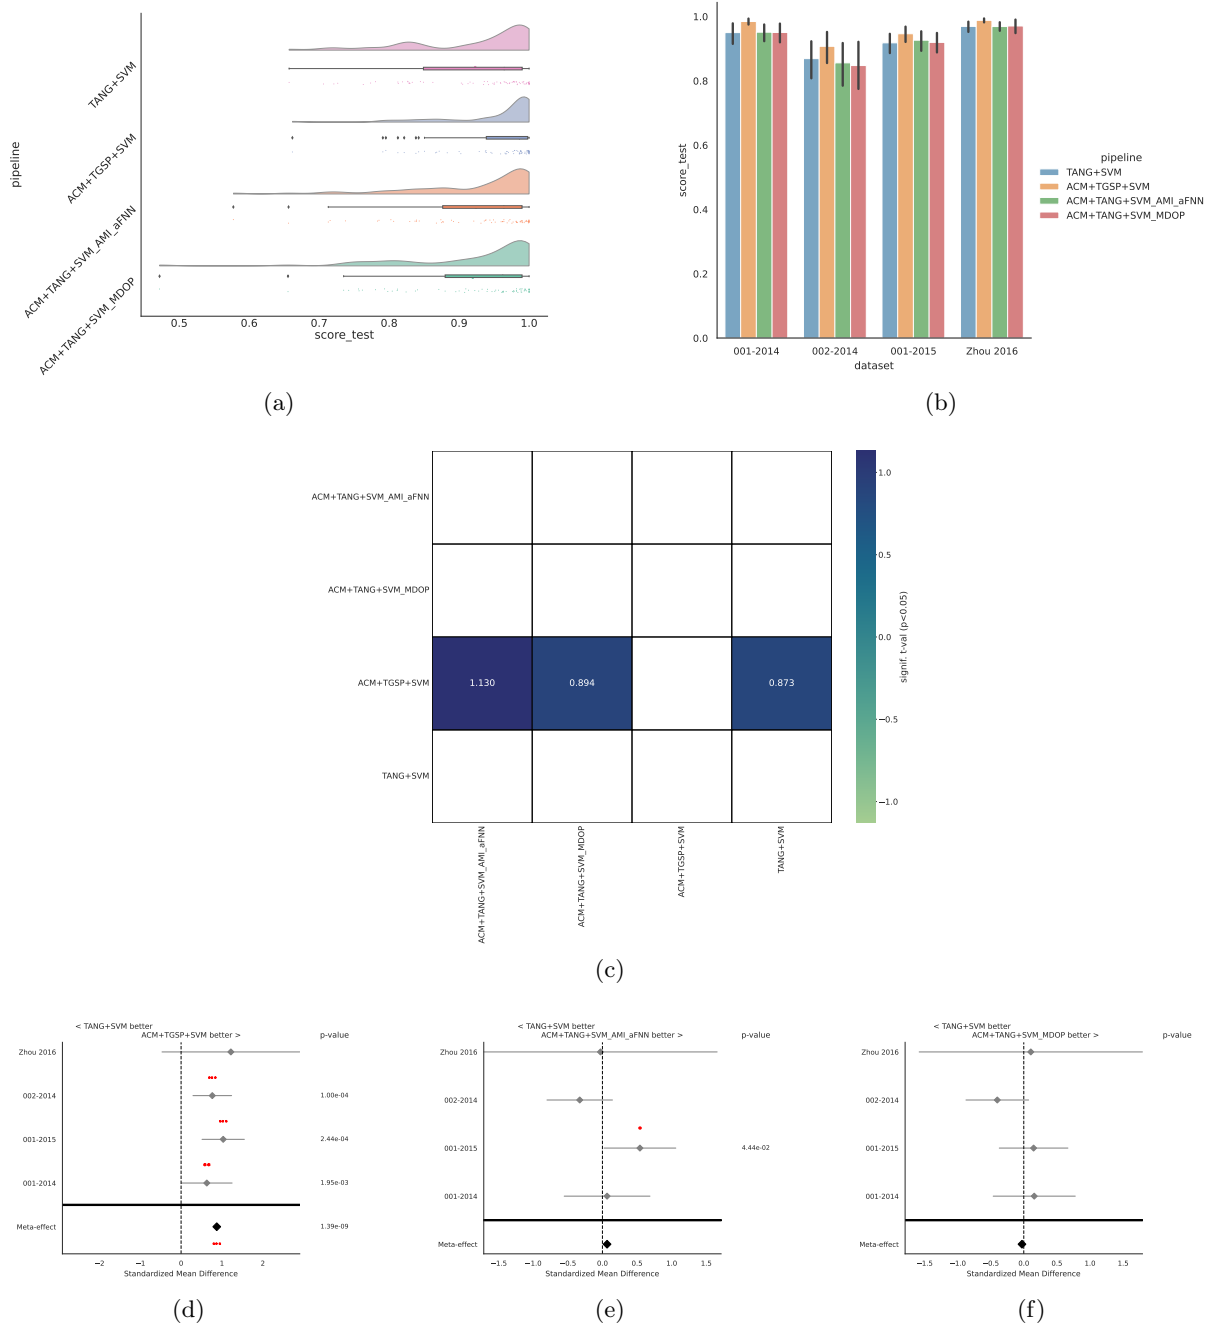 pipeline
TANG+SVM
ACM+TGSP+SVM
ACM+TANG+SVM_AMI_aFNN
ACM+TANG+SVM_MDOP
0.5 0.6 0.7 0.8 0.9 1.0
score_test
(a)
score_test
1.0
0.8
0.6
0.4
0.2
0.0
001-2014 002-2014 001-2015 Zhou 2016
dataset
pipeline
TANG+SVM
ACM+TGSP+SVM
ACM+TANG+SVM_AMI_aFNN
ACM+TANG+SVM_MDOP
(b)
ACM+TANG+SVM_AMI_aFNN
ACM+TANG+SVM_MDOP
ACM+TGSP+SVM 1.130 0.894 0.873
TANG+SVM
ACM+TANG+SVM_AMI_aFNN
ACM+TANG+SVM_MDOP
ACM+TGSP+SVM
TANG+SVM
1.0
0.5
0.0
−0.5
−1.0
signif. t-val (p<0.05)
(c)
< TANG+SVM better
ACM+TGSP+SVM better > p-value
Zhou 2016
002-2014 1.00e-04
001-2015 2.44e-04
001-2014 1.95e-03
Meta-effect 1.39e-09
−2 −1 0 1 2
Standardized Mean Difference
(d)
< TANG+SVM better
ACM+TANG+SVM_AMI_aFNN better > p-value
Zhou 2016
002-2014
001-2015 4.44e-02
001-2014
Meta-effect
−1.5 −1.0 −0.5 0.0 0.5 1.0 1.5
Standardized Mean Difference
(e)
< TANG+SVM better
ACM+TANG+SVM_MDOP better > p-value
Zhou 2016
002-2014
001-2015
001-2014
Meta-effect
−1.5 −1.0 −0.5 0.0 0.5 1.0 1.5
Standardized Mean Difference
(f)